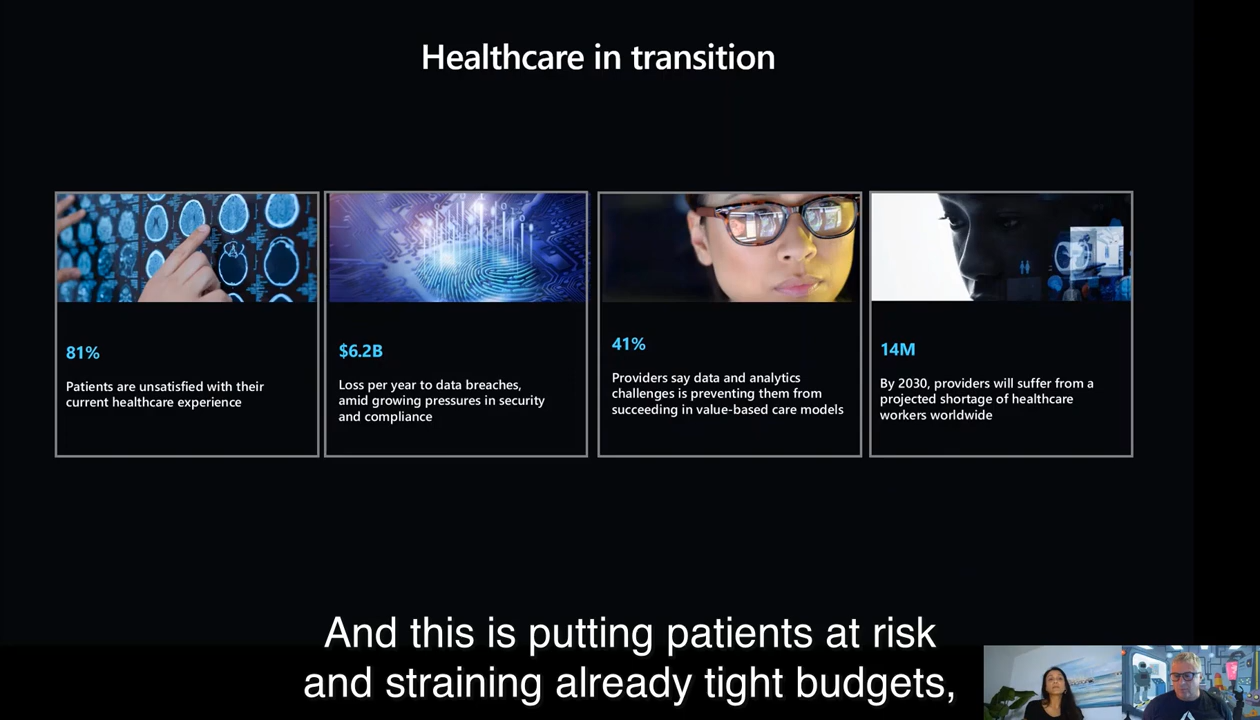 Healthcare in transition
81%
Patients are unsatisfied with their
current healthcare experience
$6.2B
Loss per year to data breaches,
amid growing pressures in security
and compliance
41%
Providers say data and analytics
challenges is preventing them from
succeeding in value-based care models
14M
By 2030, providers will suffer from a
projected shortage of healthcare
workers worldwide
And this is putting patients at risk
and straining already tight budgets,